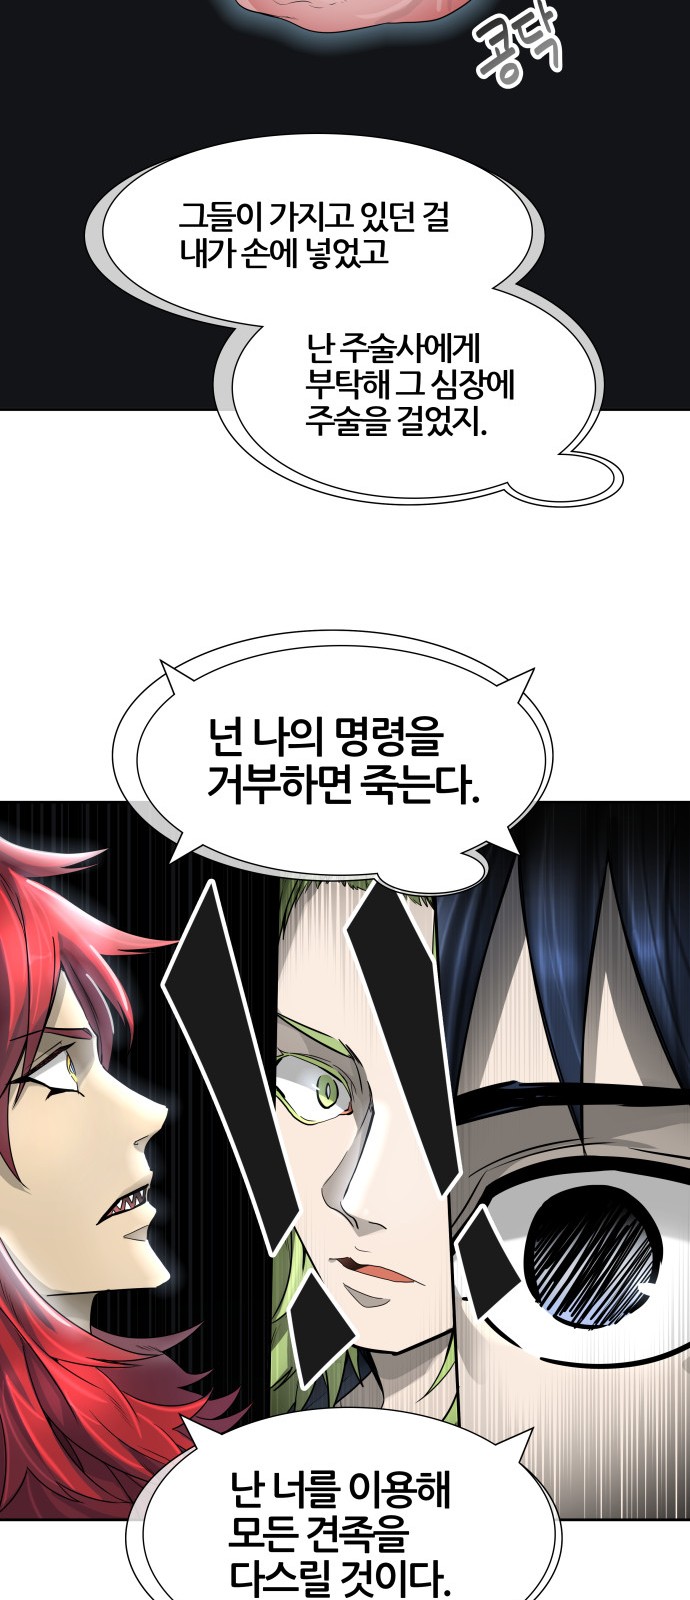 콩닥
그들이 가지고 있던 걸
내가 손에 넣었고
난 주술사에게
부탁해 그 심장에
주술을 걸었지.
넌 나의 명령을
거부하면 죽는다.
!!
난 너를 이용해
모든 견족을
다스릴 것이다.